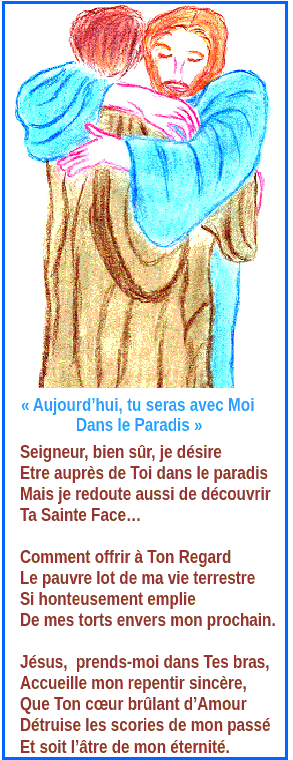 « Aujourd’hui, tu seras avec Moi
Dans le Paradis »
Seigneur, bien sûr, je désire
Etre auprès de Toi dans le paradis
Mais je redoute aussi de découvrir
Ta Sainte Face…
Comment offrir à Ton Regard
Le pauvre lot de ma vie terrestre
Si honteusement emplie
De mes torts envers mon prochain.
Jésus,  prends-moi dans Tes bras,
Accueille mon repentir sincère,
Que Ton cœur brûlant d’Amour
Détruise les scories de mon passé
Et soit l’âtre de mon éternité.